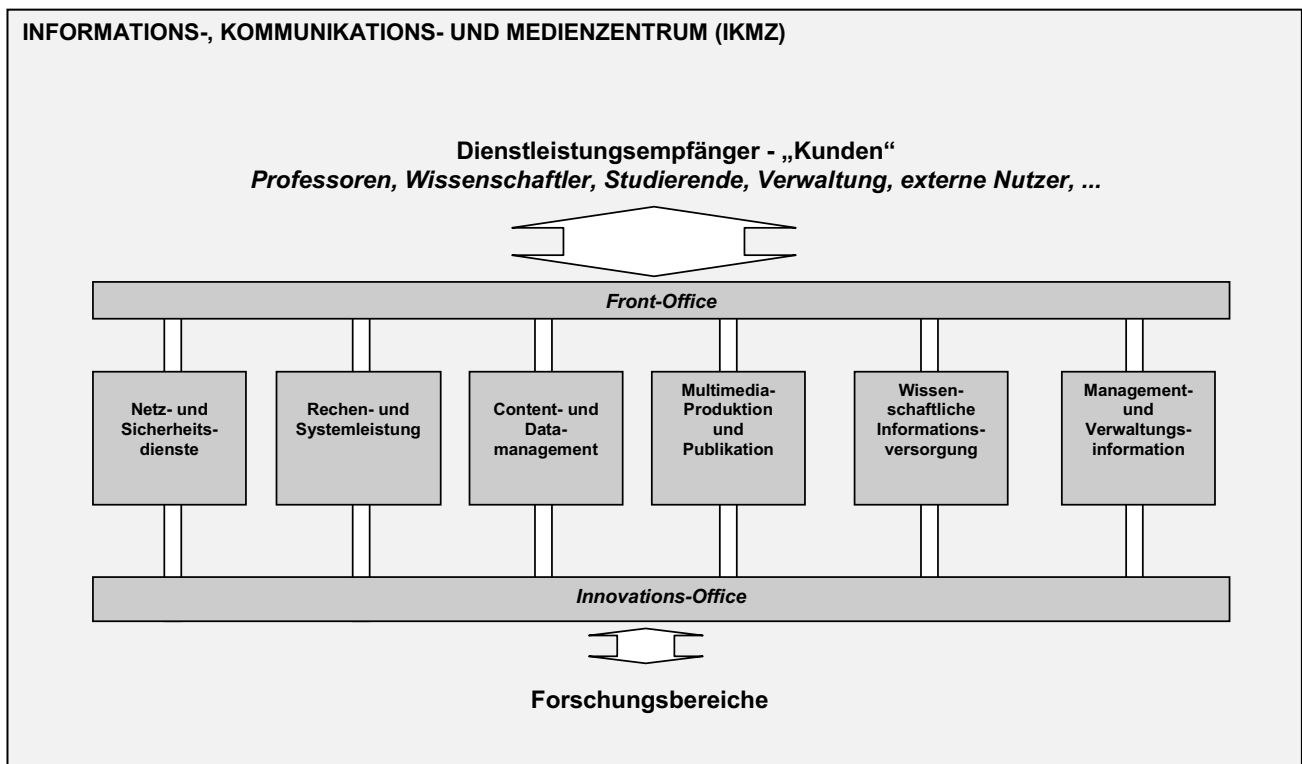 INFORMATIONS-, KOMMUNIKATIONS- UND MEDIENZENTRUM (IKMZ)
Dienstleistungsempfänger - „Kunden“
Professoren, Wissenschaftler, Studierende, Verwaltung, externe Nutzer, ...
Front-Office
Netz- und
Sicherheits-
dienste
Rechen- und
Systemleistung
Content- und
Data-
management
Multimedia-
Produktion
und
Publikation
Wissen-
schaftliche
Informations-
versorgung
Management-
und
Verwaltungs-
information
Innovations-Office
Forschungsbereiche